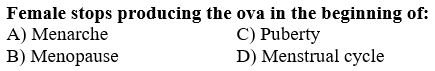 Female stops producing the ova in the beginning of:
A) Menarche C) Puberty
B) Menopause D) Menstrual cycle